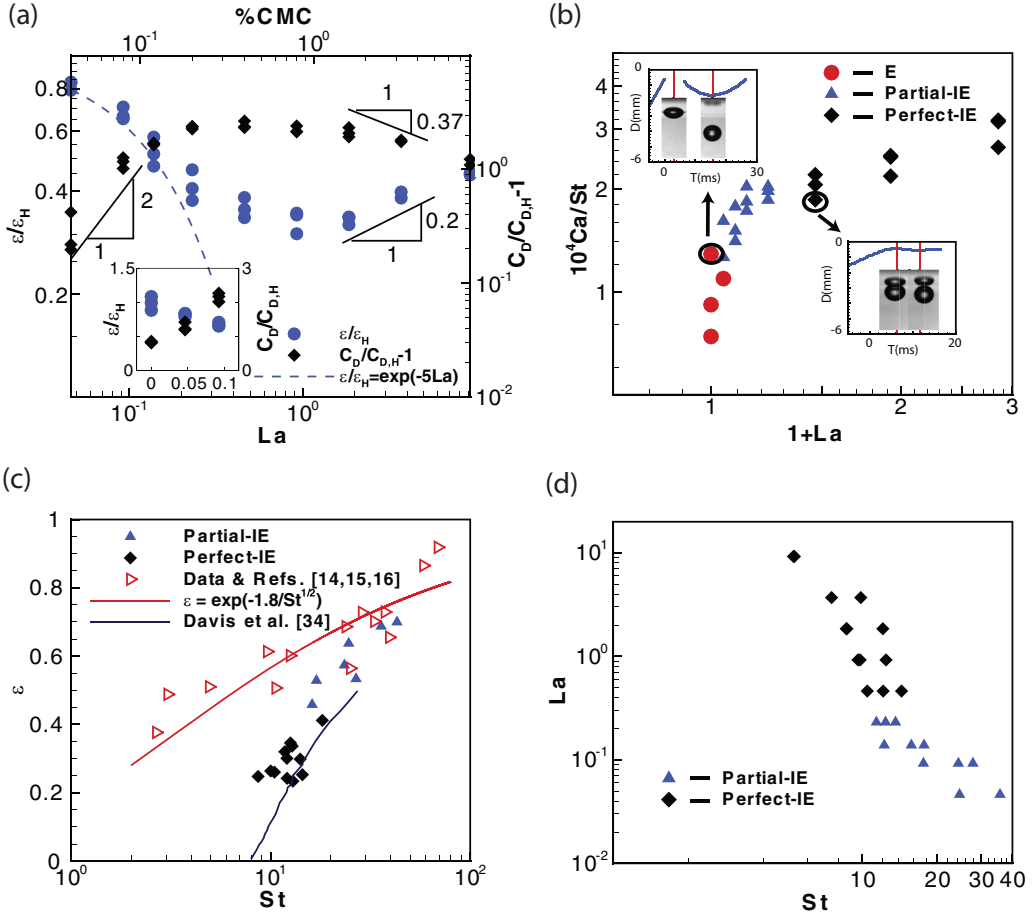 (a)
%CMC
10⁻¹
10⁰
0.8
0.6
0.4
0.2
ε/ε_H
1
0.37
2
1
0.2
1
10⁰
10⁻¹
10⁻²
C_D/C_D,H-1
1.5
0
3
0
ε/ε_H
C_D/C_D,H
0
0.05
0.1
ε/ε_H
C_D/C_D,H-1
ε/ε_H=exp(-5La)
10⁻¹
10⁰
La
(b)
4
3
2
1
10⁴Ca/St
E
Partial-IE
Perfect-IE
0
-6
D(mm)
0
30
T(ms)
0
-6
D(mm)
0
20
T(ms)
1
2
3
1+La
(c)
1
0.8
0.6
0.4
0.2
0
ε
Partial-IE
Perfect-IE
Data & Refs. [14,15,16]
ε = exp(-1.8/St^1/2)
Davis et al. [34]
10⁰
10¹
10²
St
(d)
10¹
10⁰
10⁻¹
10⁻²
La
Partial-IE
Perfect-IE
10
20
30
40
St